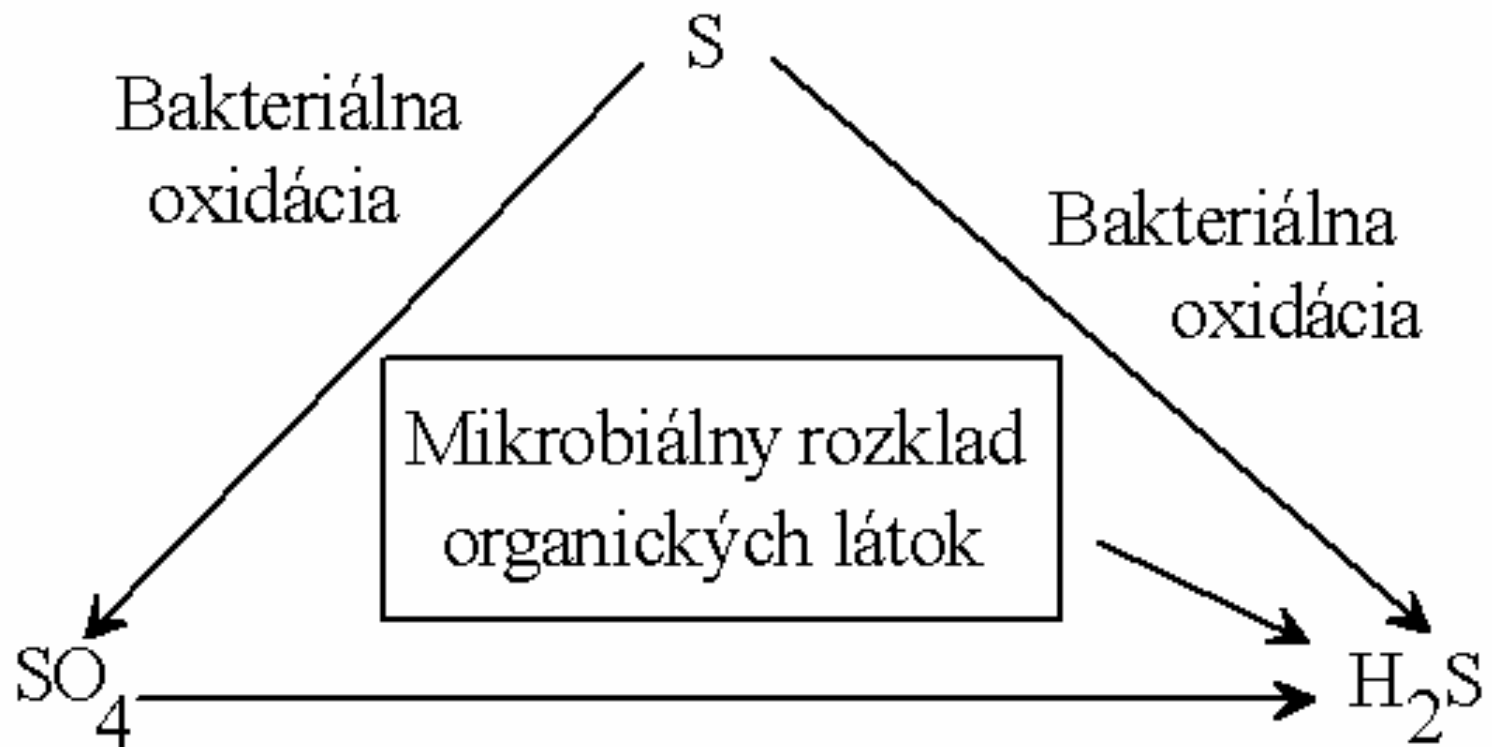 S
Bakteriálna
oxidácia
Bakteriálna
oxidácia
Mikrobiálny rozklad
organických látok
SO4
H2S